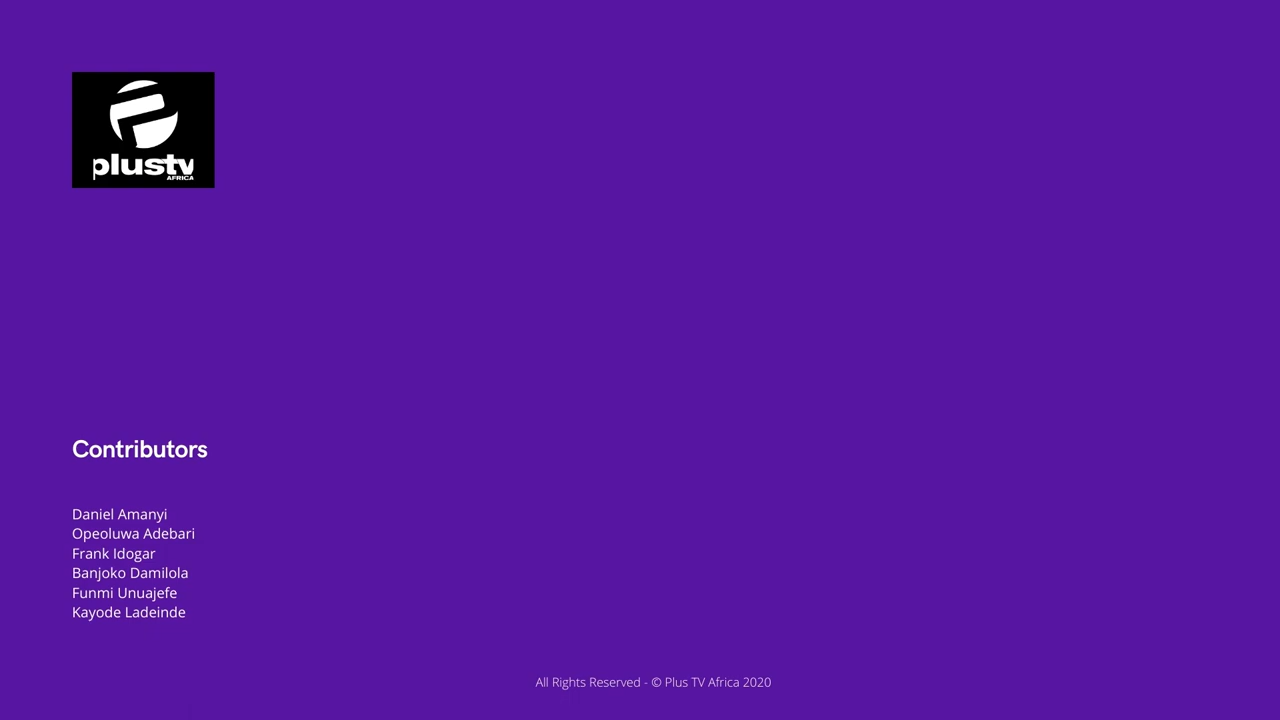 plustv
AFRICA
Contributors
Daniel Amanyi
Opeoluwa Adebari
Frank Idogar
Banjoko Damilola
Funmi Unuajefe
Kayode Ladeinde
All Rights Reserved - © Plus TV Africa 2020